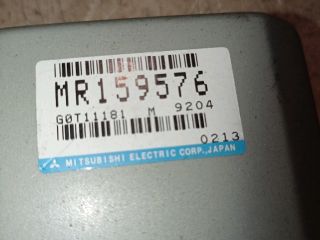 MR159576
G0T11181 M 9204
0213
MITSUBISHI ELECTRIC CORP., JAPAN